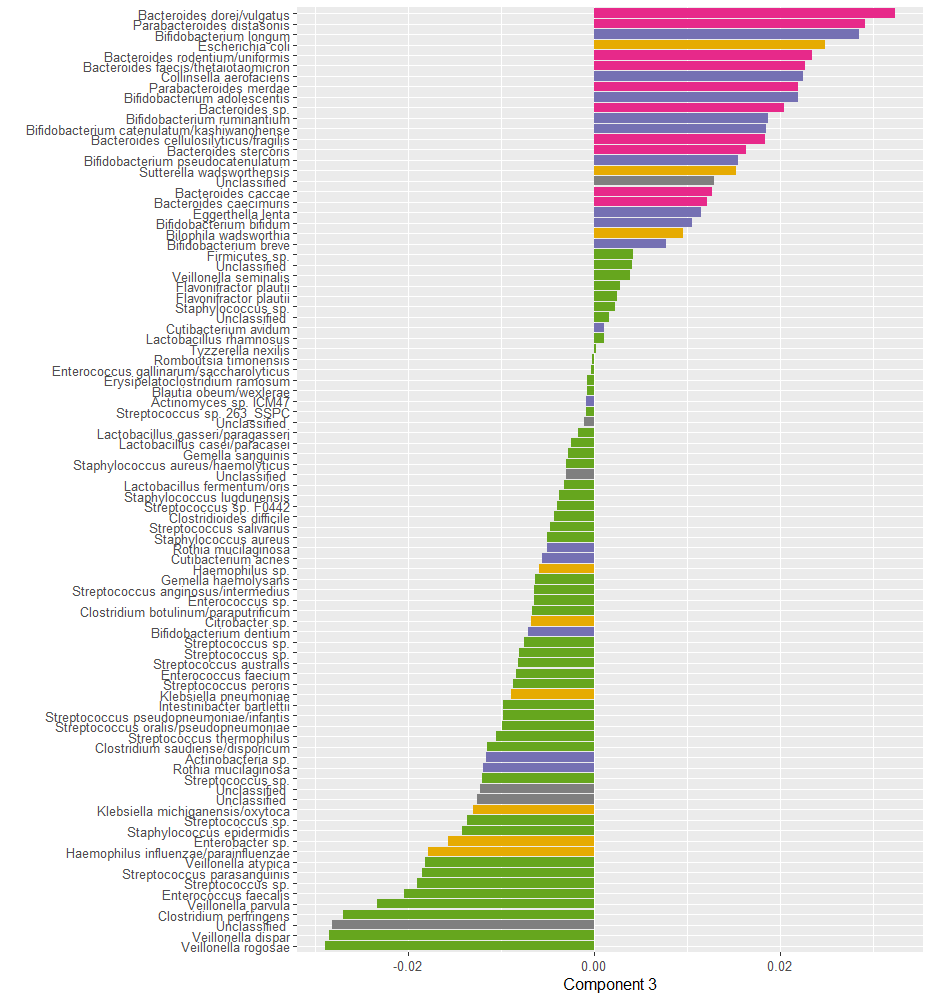 Bacteroides dorei/vulgatus
Parabacteroides distasonis
Bifidobacterium longum
Escherichia coli
Bacteroides rodentium/uniformis
Bacteroides faecis/thetaiotaomicron
Collinsella aerofaciens
Parabacteroides merdae
Bifidobacterium adolescentis
Bacteroides sp.
Bifidobacterium ruminantium
Bifidobacterium catenulatum/kashiwanohense
Bacteroides cellulosilyticus/fragilis
Bacteroides stercoris
Bifidobacterium pseudocatenulatum
Sutterella wadsworthensis
Unclassified
Bacteroides caccae
Bacteroides caecimuris
Eggerthella lenta
Bifidobacterium bifidum
Bilophila wadsworthia
Bifidobacterium breve
Firmicutes sp.
Unclassified
Veillonella seminalis
Flavonifractor plautii
Flavonifractor plautii
Staphylococcus sp.
Unclassified
Cutibacterium avidum
Lactobacillus rhamnosus
Tyzzerella nexilis
Romboutsia timonensis
Enterococcus gallinarum/saccharolyticus
Erysipelatoclostridium ramosum
Blautia obeum/wexlerae
Actinomyces sp. ICM47
Streptococcus sp. 263_SSPC
Unclassified
Lactobacillus gasseri/paragasseri
Lactobacillus casei/paracasei
Gemella sanguinis
Staphylococcus aureus/haemolyticus
Unclassified
Lactobacillus fermentum/oris
Staphylococcus lugdunensis
Streptococcus sp. F0442
Clostridioides difficile
Streptococcus salivarius
Staphylococcus aureus
Rothia mucilaginosa
Cutibacterium acnes
Haemophilus sp.
Gemella haemolysans
Streptococcus anginosus/intermedius
Enterococcus sp.
Clostridium botulinum/paraputrificum
Citrobacter sp.
Bifidobacterium dentium
Streptococcus sp.
Streptococcus sp.
Streptococcus australis
Enterococcus faecium
Streptococcus peroris
Klebsiella pneumoniae
Intestinibacter bartlettii
Streptococcus pseudopneumoniae/infantis
Streptococcus oralis/pseudopneumoniae
Streptococcus thermophilus
Clostridium saudiense/disporicum
Actinobacteria sp.
Rothia mucilaginosa
Streptococcus sp.
Unclassified
Unclassified
Klebsiella michiganensis/oxytoca
Streptococcus sp.
Staphylococcus epidermidis
Enterobacter sp.
Haemophilus influenzae/parainfluenzae
Veillonella atypica
Streptococcus parasanguinis
Streptococcus sp.
Enterococcus faecalis
Veillonella parvula
Clostridium perfringens
Unclassified
Veillonella dispar
Veillonella rogosae
-0.02 0.00 0.02
Component 3